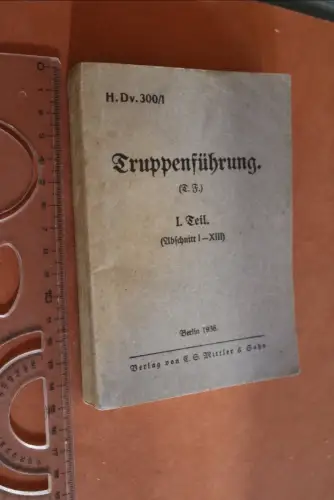 H.Dv.300/1
Truppenführung.
(T.F.)
I. Teil.
(Abschnitt I—XIII)
Berlin 1936.
Verlag von E. S. Mittler & Sohn